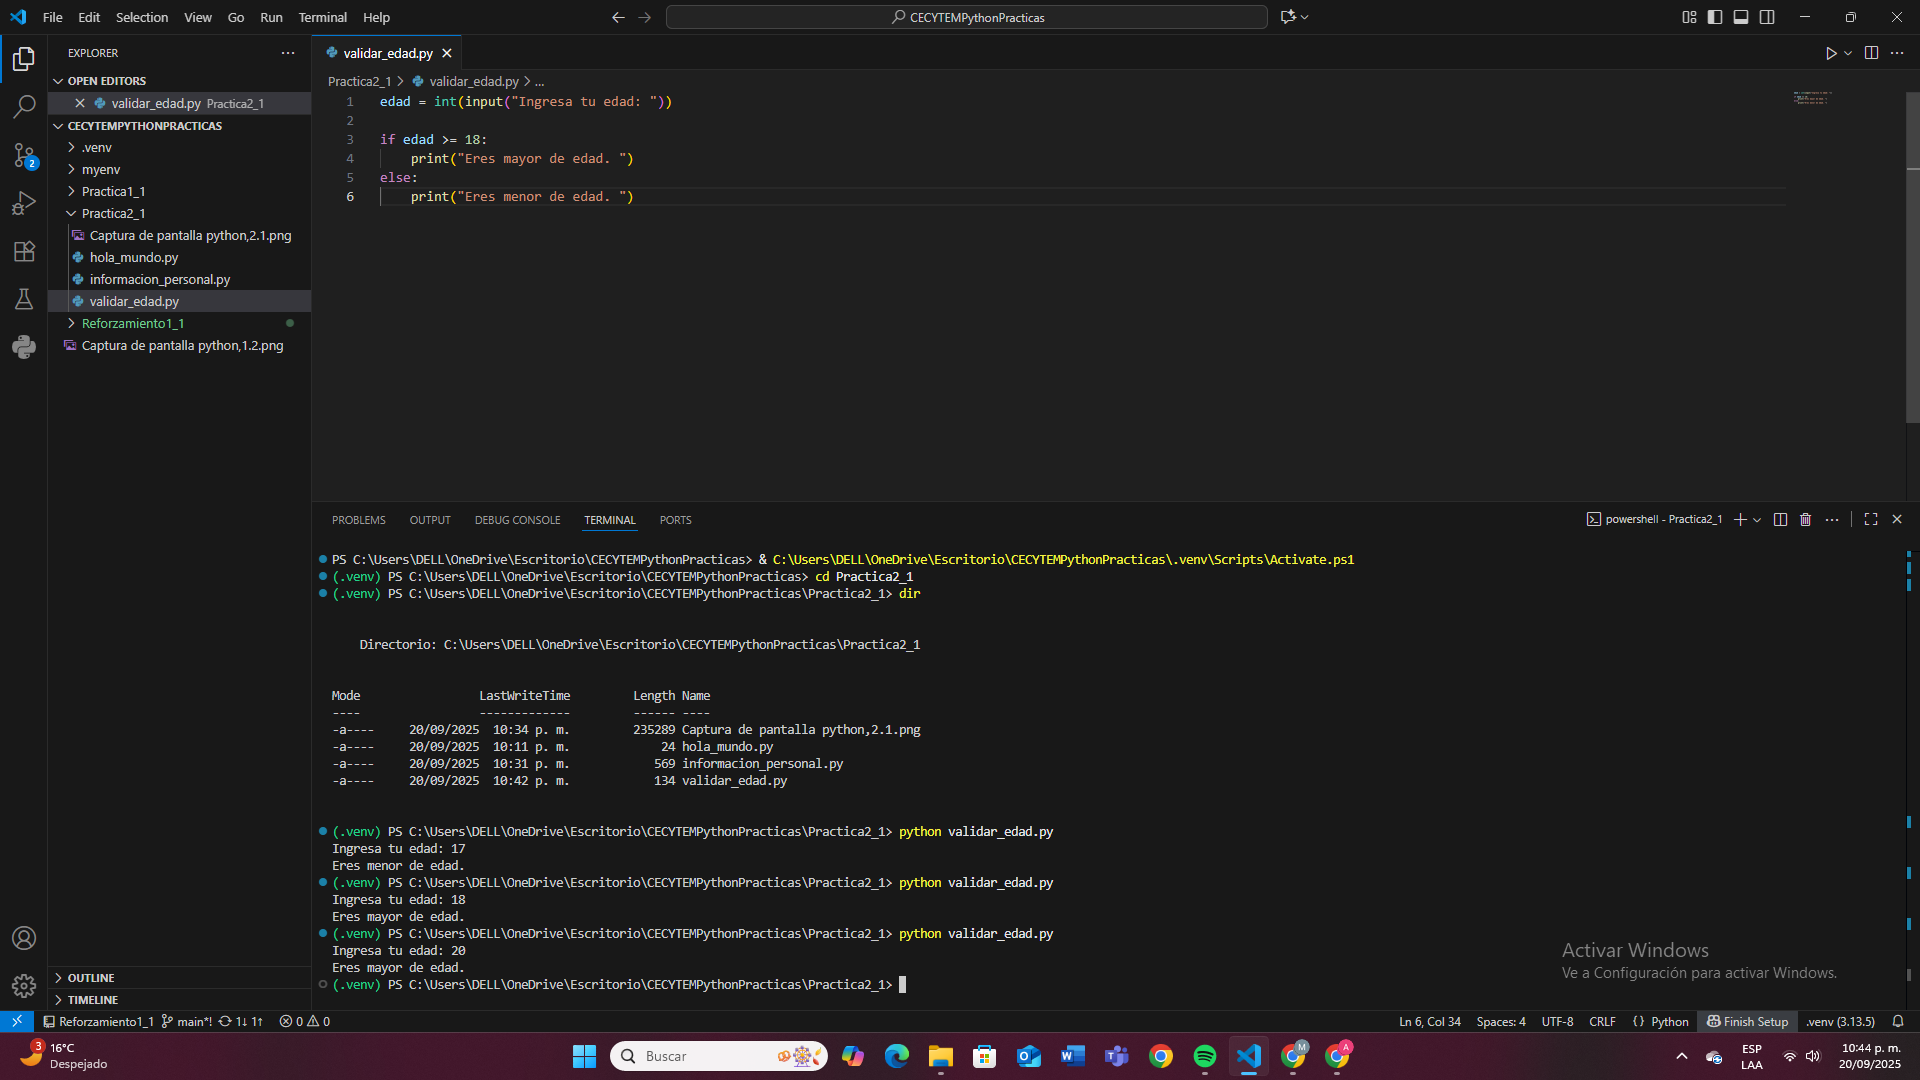 File Edit Selection View Go Run Terminal Help
CECYTEMPythonPracticas
EXPLORER
OPEN EDITORS
validar_edad.py Practica2_1
CECYTEMPYTHONPRACTICAS
.venv
myenv
Practica1_1
Practica2_1
Captura de pantalla python,2.1.png
hola_mundo.py
informacion_personal.py
validar_edad.py
Reforzamiento1_1
Captura de pantalla python,1.2.png
OUTLINE
TIMELINE
validar_edad.py
Practica2_1 > validar_edad.py > ...
1 edad = int(input("Ingresa tu edad: "))
2
3 if edad >= 18:
4     print("Eres mayor de edad. ")
5 else:
6     print("Eres menor de edad. ")
PROBLEMS OUTPUT DEBUG CONSOLE TERMINAL PORTS
powershell - Practica2_1
PS C:\Users\DELL\OneDrive\Escritorio\CECYTEMPythonPracticas> & C:\Users\DELL\OneDrive\Escritorio\CECYTEMPythonPracticas\.venv\Scripts\Activate.ps1
(.venv) PS C:\Users\DELL\OneDrive\Escritorio\CECYTEMPythonPracticas> cd Practica2_1
(.venv) PS C:\Users\DELL\OneDrive\Escritorio\CECYTEMPythonPracticas\Practica2_1> dir
Directorio: C:\Users\DELL\OneDrive\Escritorio\CECYTEMPythonPracticas\Practica2_1
Mode LastWriteTime Length Name
---- ------------- ------ ----
-a---- 20/09/2025 10:34 p. m. 235289 Captura de pantalla python,2.1.png
-a---- 20/09/2025 10:11 p. m. 24 hola_mundo.py
-a---- 20/09/2025 10:31 p. m. 569 informacion_personal.py
-a---- 20/09/2025 10:42 p. m. 134 validar_edad.py
(.venv) PS C:\Users\DELL\OneDrive\Escritorio\CECYTEMPythonPracticas\Practica2_1> python validar_edad.py
Ingresa tu edad: 17
Eres menor de edad.
(.venv) PS C:\Users\DELL\OneDrive\Escritorio\CECYTEMPythonPracticas\Practica2_1> python validar_edad.py
Ingresa tu edad: 18
Eres mayor de edad.
(.venv) PS C:\Users\DELL\OneDrive\Escritorio\CECYTEMPythonPracticas\Practica2_1> python validar_edad.py
Ingresa tu edad: 20
Eres mayor de edad.
(.venv) PS C:\Users\DELL\OneDrive\Escritorio\CECYTEMPythonPracticas\Practica2_1>
Activar Windows
Ve a Configuración para activar Windows.
2
Reforzamiento1_1 main*! 1↓ 1↑ 0 0
Ln 6, Col 34 Spaces: 4 UTF-8 CRLF {} Python Finish Setup .venv (3.13.5)
3
16°C
Despejado
Buscar
M
A
ESP
LAA
10:44 p. m.
20/09/2025